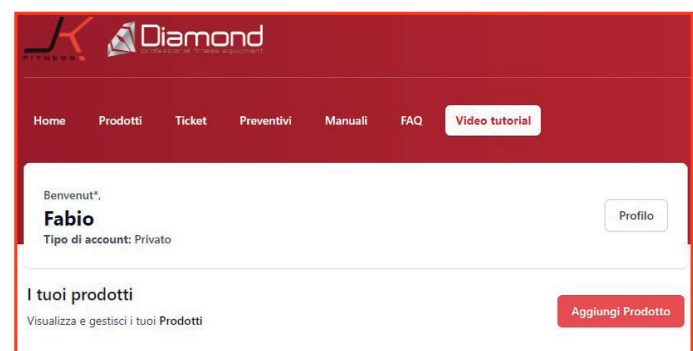 JK
FITNESS
Diamond
professional fitness equipment
Home Prodotti Ticket Preventivi Manuali FAQ Video tutorial
Benvenut*,
Fabio
Profilo
Tipo di account: Privato
I tuoi prodotti
Aggiungi Prodotto
Visualizza e gestisci i tuoi Prodotti